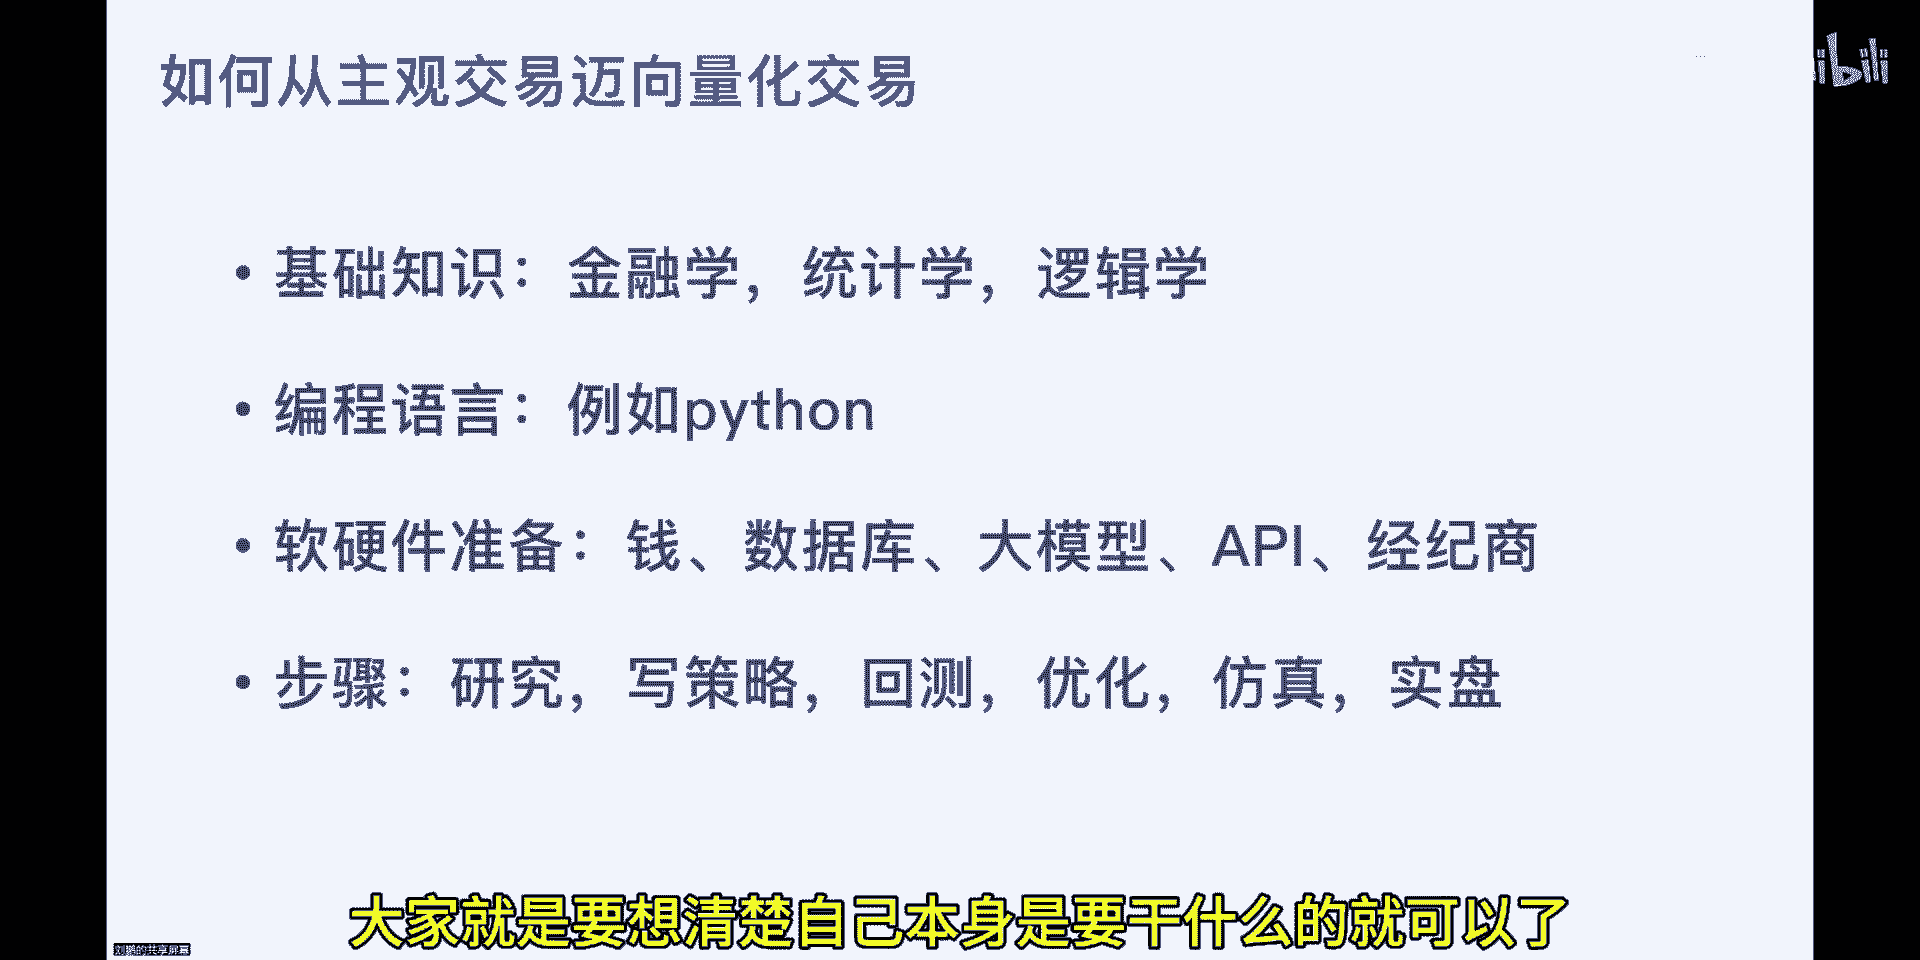 如何从主观交易迈向量化交易
bili
• 基础知识：金融学，统计学，逻辑学
• 编程语言：例如python
• 软硬件准备：钱、数据库、大模型、API、经纪商
• 步骤：研究，写策略，回测，优化，仿真，实盘
大家就是要想清楚自己本身是要干什么的就可以了
刘鹏的共享屏幕